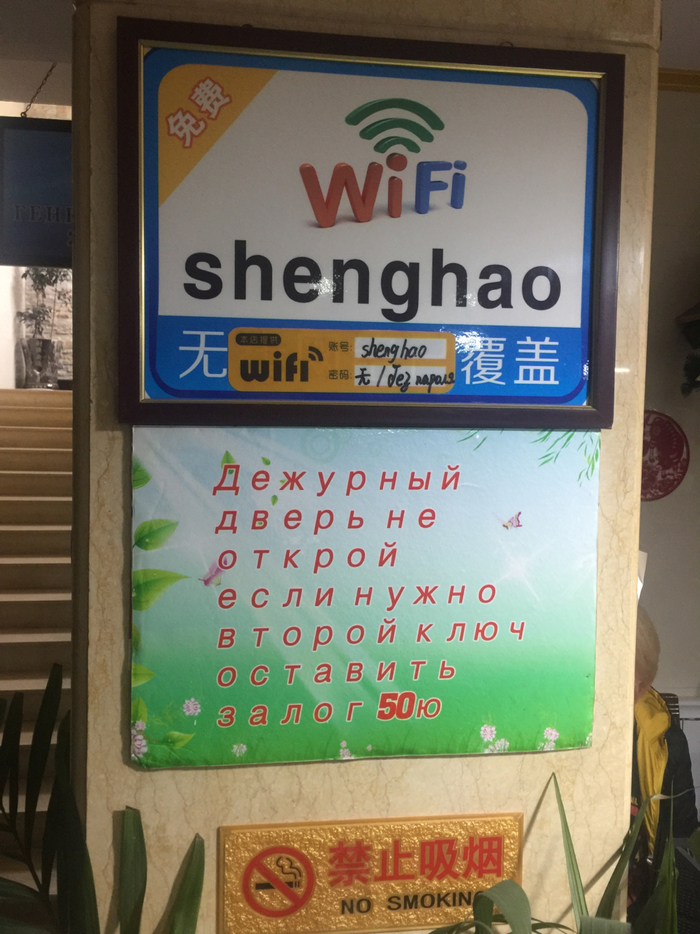 免费
WiFi
shenghao
无
覆盖
本店提供
wifi
账号: shenghao
密码: 无 / без пароля
Дежурный
дверь не
открой
если нужно
второй ключ
оставить
залог 50ю
禁止吸烟
NO SMOKING